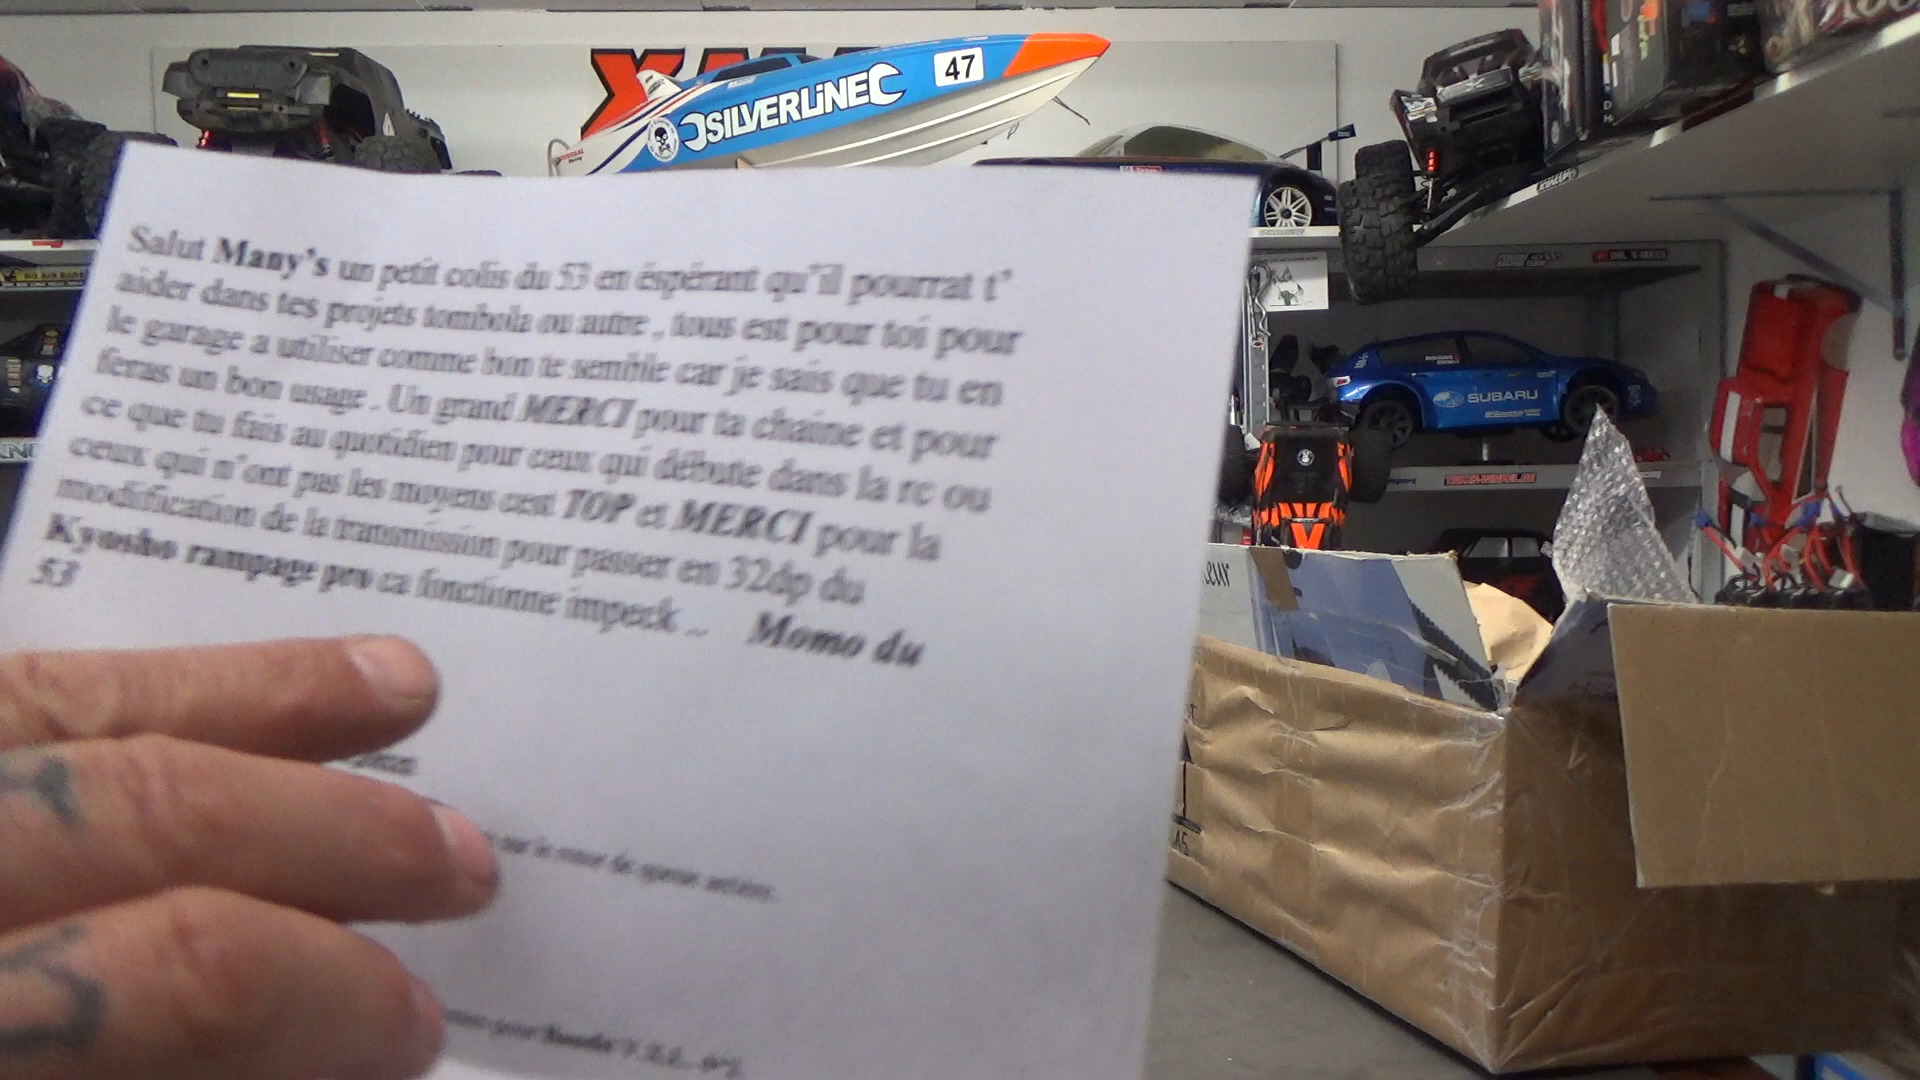 SILVERLINE
47
SUBARU
Salut Many's un petit colis du 53 en éspérant qu'il pourrat t'
aider dans tes projets tombola ou autre , tous est pour toi pour
le garage a utiliser comme bon te semble car je sais que tu en
feras un bon usage . Un grand MERCI pour ta chaine et pour
ce que tu fais au quotidien pour ceux qui débute dans la rc ou
ceux qui n'ont pas les moyens cest TOP et MERCI pour la
modification de la transmission pour passer en 32dp du
Kyosho rampage pro ca fonctionne impeck .. Momo du
53
eur
A5